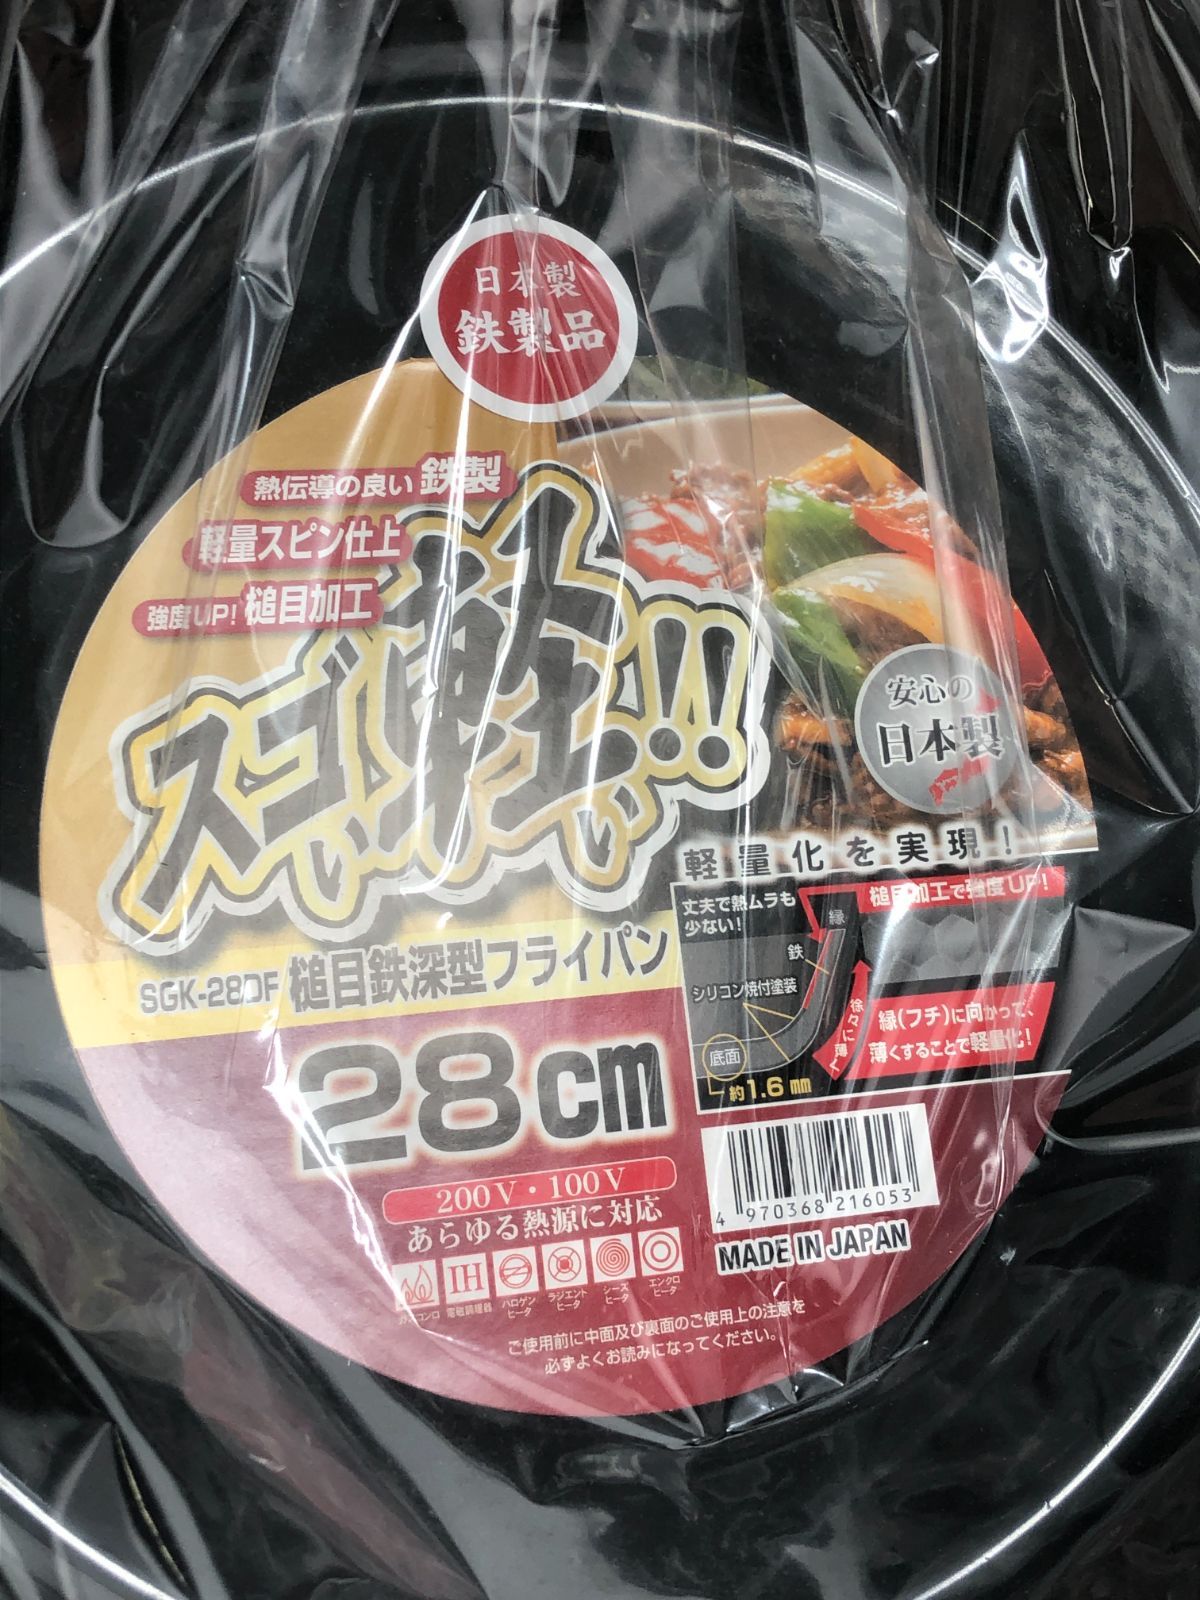 日本製
鉄製品
熱伝導の良い 鉄製
軽量スピン仕上
強度UP! 槌目加工
スゴい軽い!!
安心の
日本製
軽量化を実現!
丈夫で熱ムラも
少ない!
縁
鉄
シリコン焼付塗装
底面
約1.6mm
徐々に薄く
槌目加工で強度UP!
縁(フチ)に向かって、
薄くすることで軽量化!
SGK-28DF 槌目鉄深型フライパン
28cm
200V・100V
あらゆる熱源に対応
ガスコンロ
IH
電磁調理器
ハロゲン
ヒータ
ラジエント
ヒータ
シーズ
ヒータ
エンクロ
ヒータ
4 970368 216053
MADE IN JAPAN
ご使用前に中面及び裏面のご使用上の注意を
必ずよくお読みになってください。